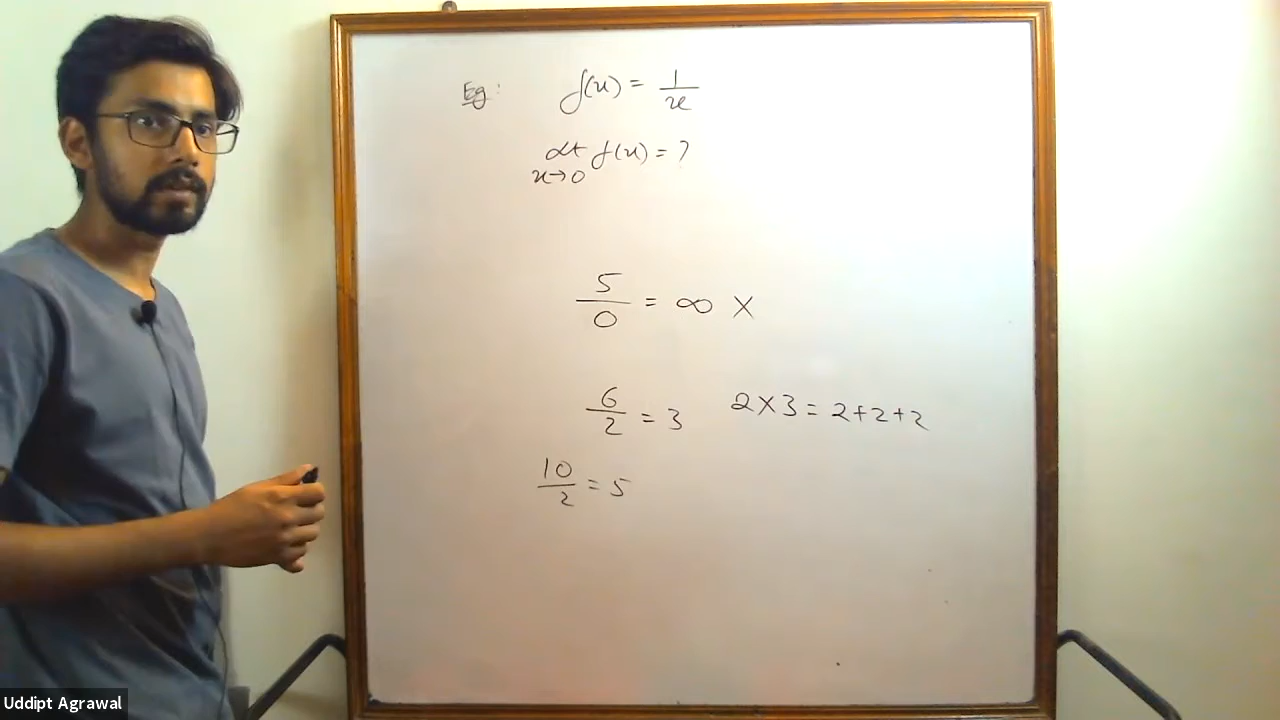 Eg: f(x) = 1/x
Lt x→0 f(x) = ?
5/0 = ∞ X
6/2 = 3 2×3 = 2+2+2
10/2 = 5
Uddipt Agrawal